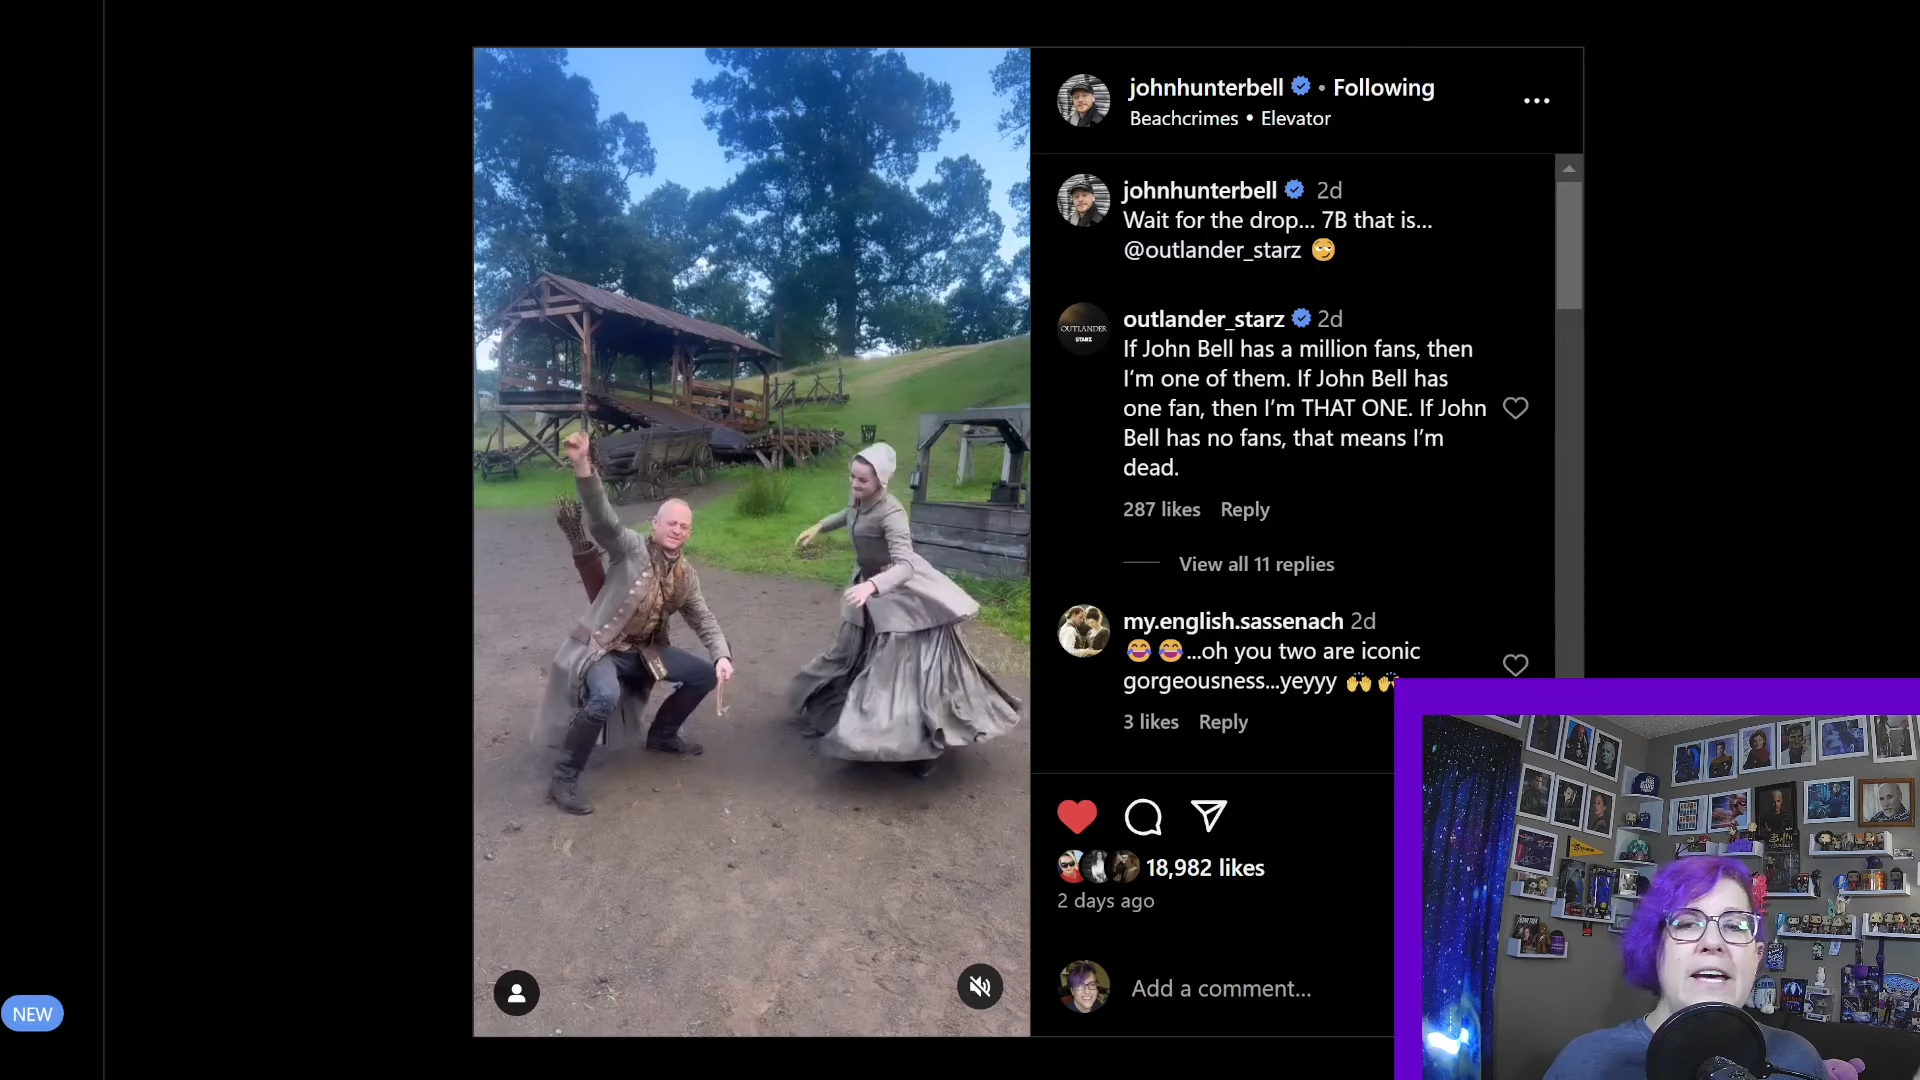 johnhunterbell • Following
Beachcrimes • Elevator
johnhunterbell 2d
Wait for the drop... 7B that is...
@outlander_starz 😏
OUTLANDER
STARZ
outlander_starz 2d
If John Bell has a million fans, then
I'm one of them. If John Bell has
one fan, then I'm THAT ONE. If John
Bell has no fans, that means I'm
dead.
287 likes Reply
View all 11 replies
my.english.sassenach 2d
😂😂...oh you two are iconic
gorgeousness...yeyyy 🙌🙌
3 likes Reply
18,982 likes
2 days ago
Add a comment...
NEW